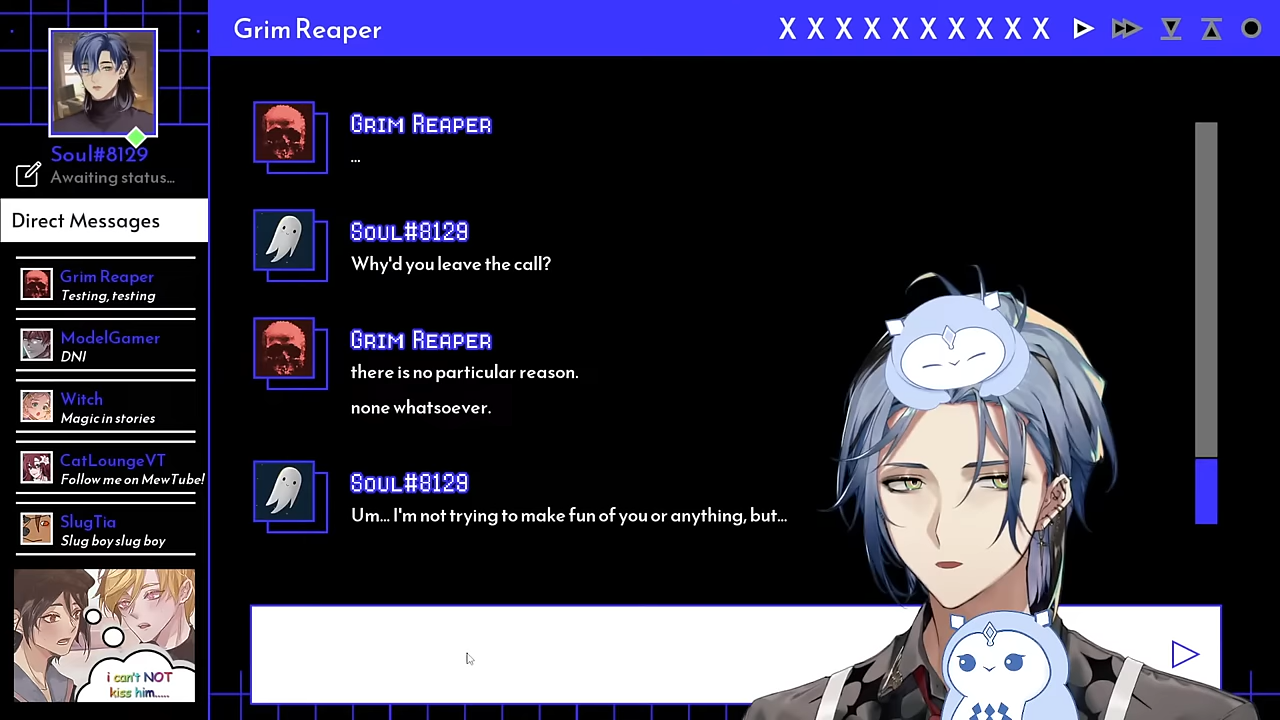 Grim Reaper
X X X X X X X X X X
Soul#8129
Awaiting status...
Direct Messages
Grim Reaper
Testing, testing
ModelGamer
DNI
Witch
Magic in stories
CatLoungeVT
Follow me on MewTube!
SlugTia
Slug boy slug boy
i can't NOT
kiss him.....
Grim Reaper
...
Soul#8129
Why'd you leave the call?
Grim Reaper
there is no particular reason.
none whatsoever.
Soul#8129
Um... I'm not trying to make fun of you or anything, but...